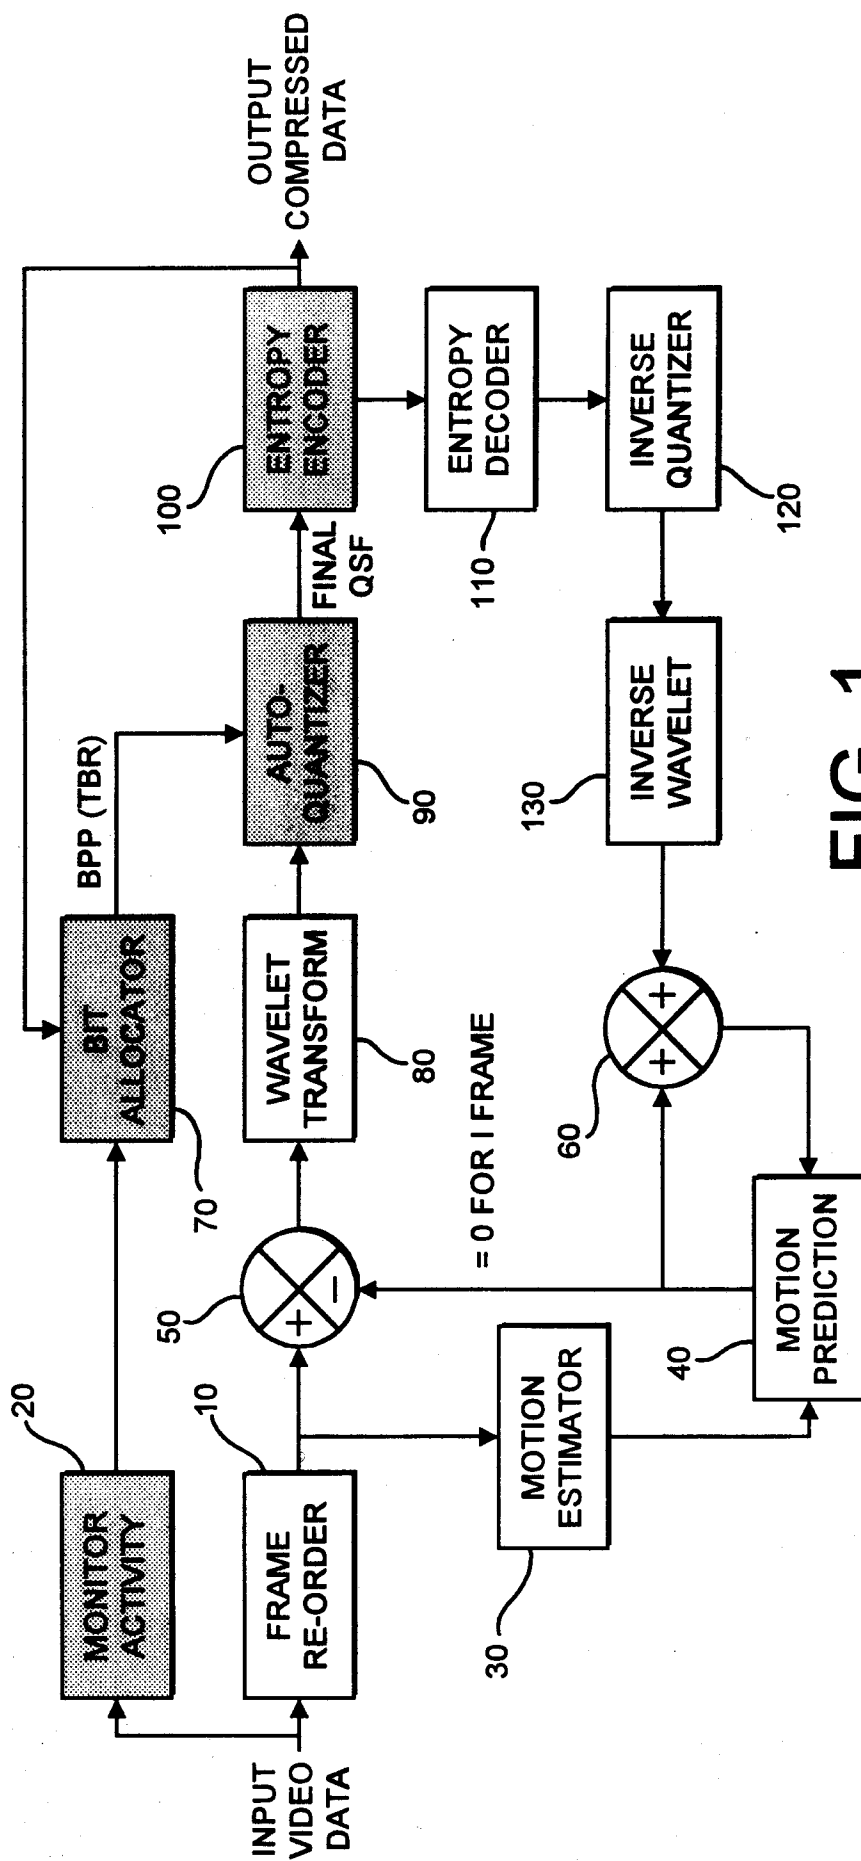 INPUT
VIDEO
DATA
MONITOR
ACTIVITY
20
FRAME
RE-ORDER
10
MOTION
ESTIMATOR
30
MOTION
PREDICTION
40
50
+
−
= 0 FOR I FRAME
60
+
+
BIT
ALLOCATOR
70
BPP (TBR)
WAVELET
TRANSFORM
80
AUTO-
QUANTIZER
90
FINAL
QSF
ENTROPY
ENCODER
100
OUTPUT
COMPRESSED
DATA
ENTROPY
DECODER
110
INVERSE
QUANTIZER
120
INVERSE
WAVELET
130
FIG. 1